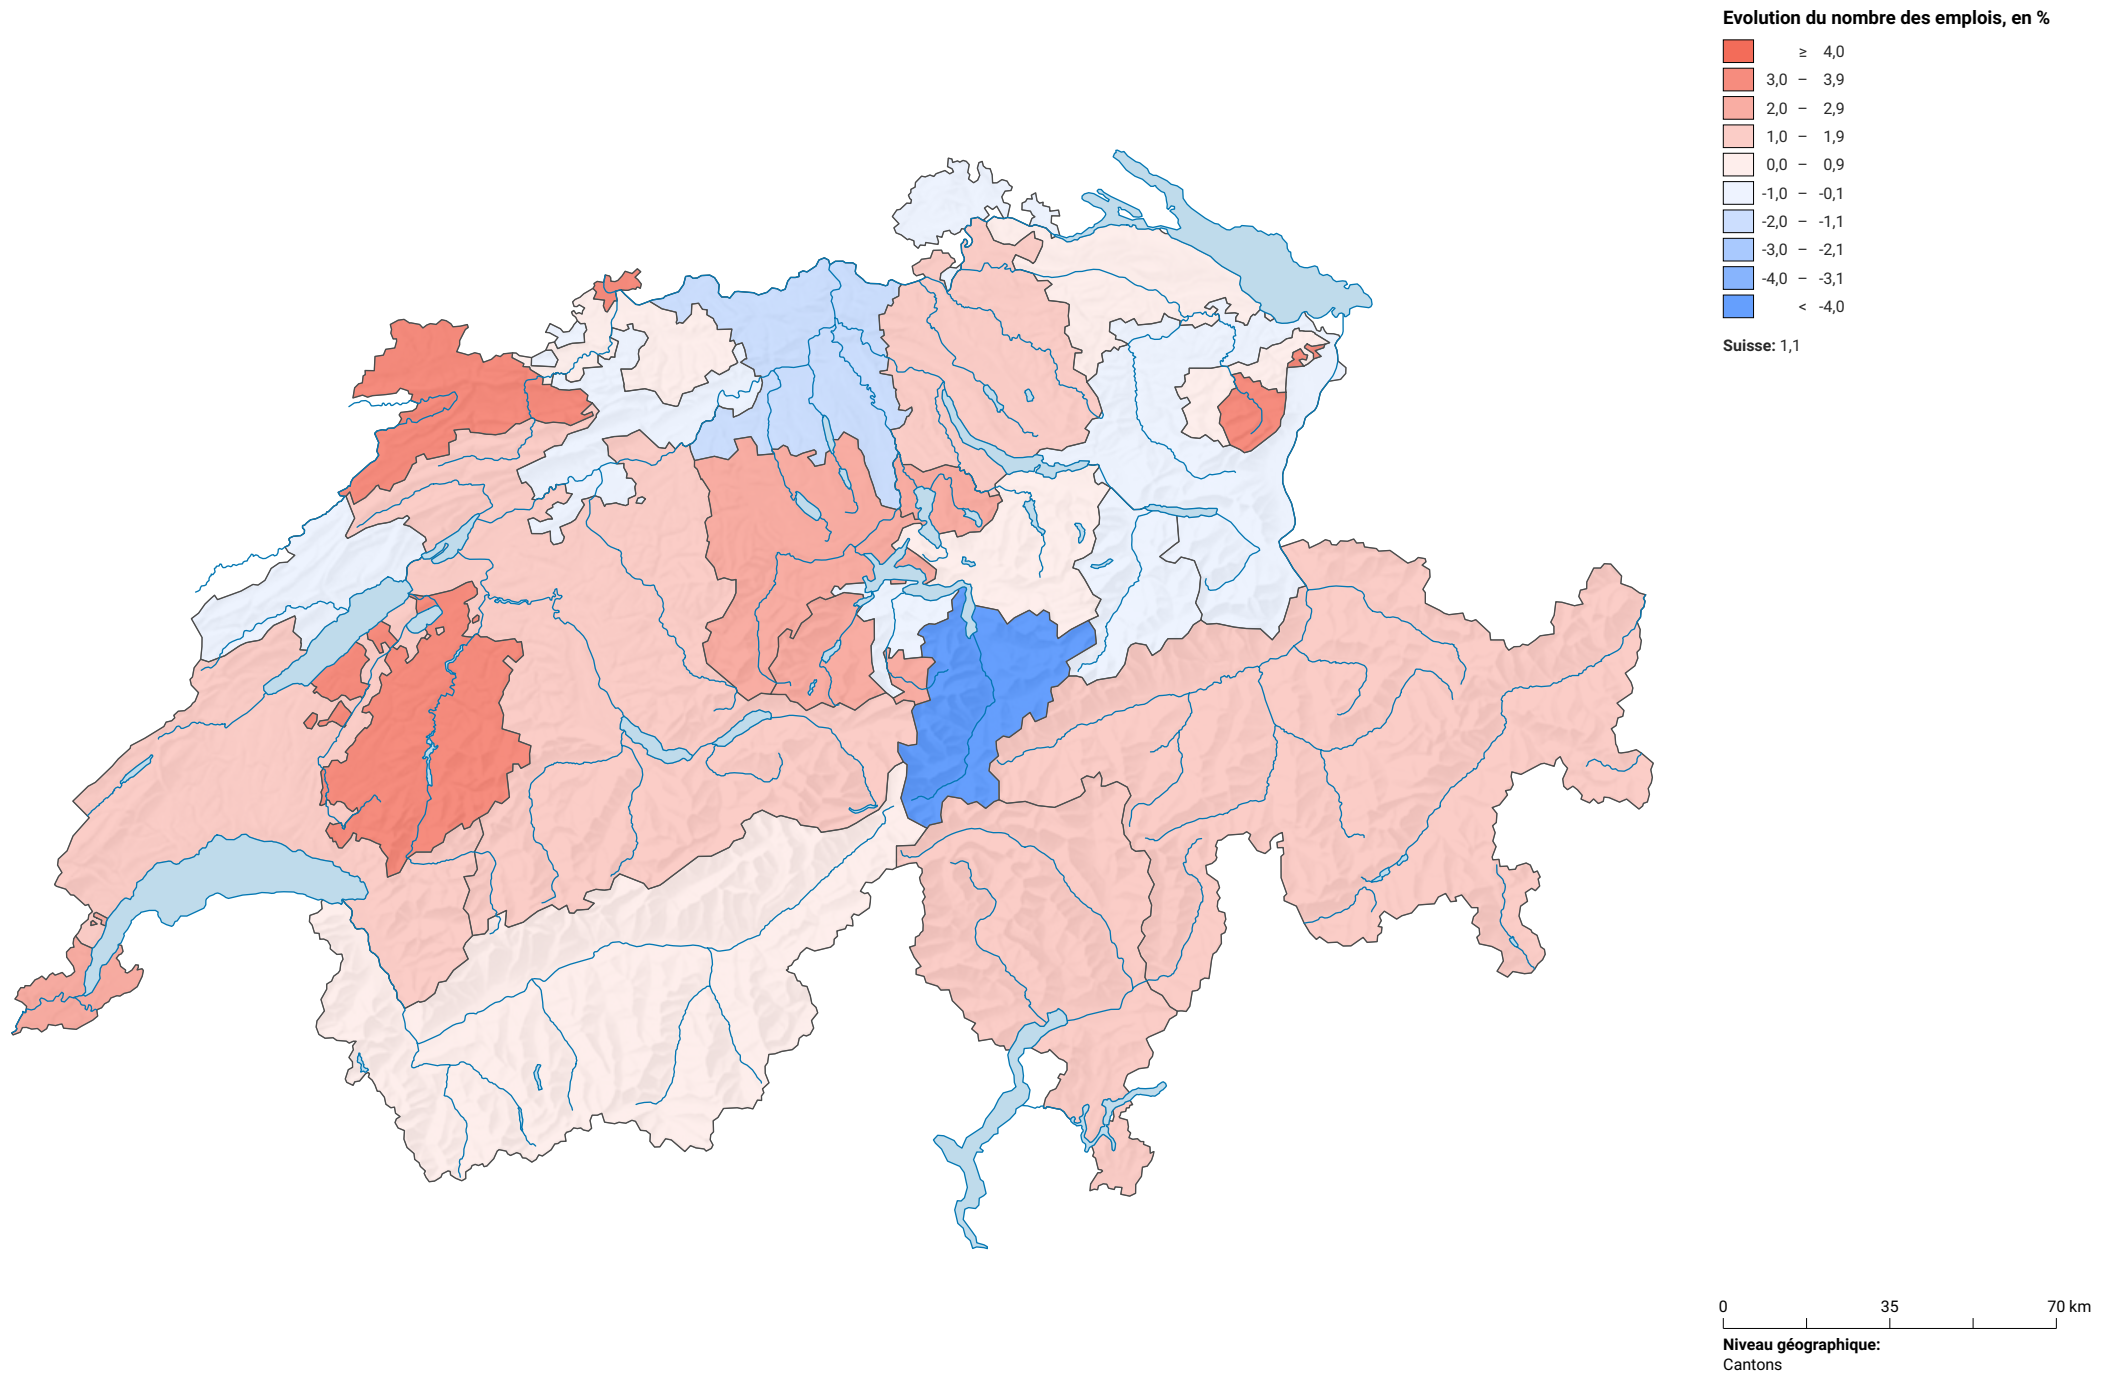 Evolution du nombre des emplois, en %
≥ 4,0
3,0 – 3,9
2,0 – 2,9
1,0 – 1,9
0,0 – 0,9
-1,0 – -0,1
-2,0 – -1,1
-3,0 – -2,1
-4,0 – -3,1
< -4,0
Suisse: 1,1
0 35 70 km
Niveau géographique:
Cantons